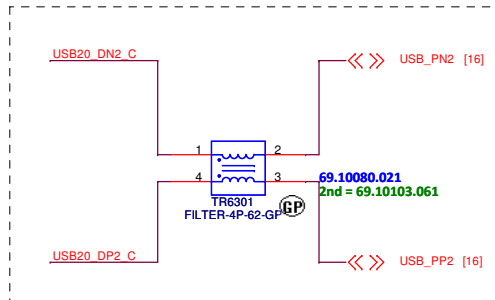 USB20_DN2_C
USB_PN2 [16]
1
2
4
3
69.10080.021
2nd = 69.10103.061
TR6301
FILTER-4P-62-GP
GP
USB20_DP2_C
USB_PP2 [16]